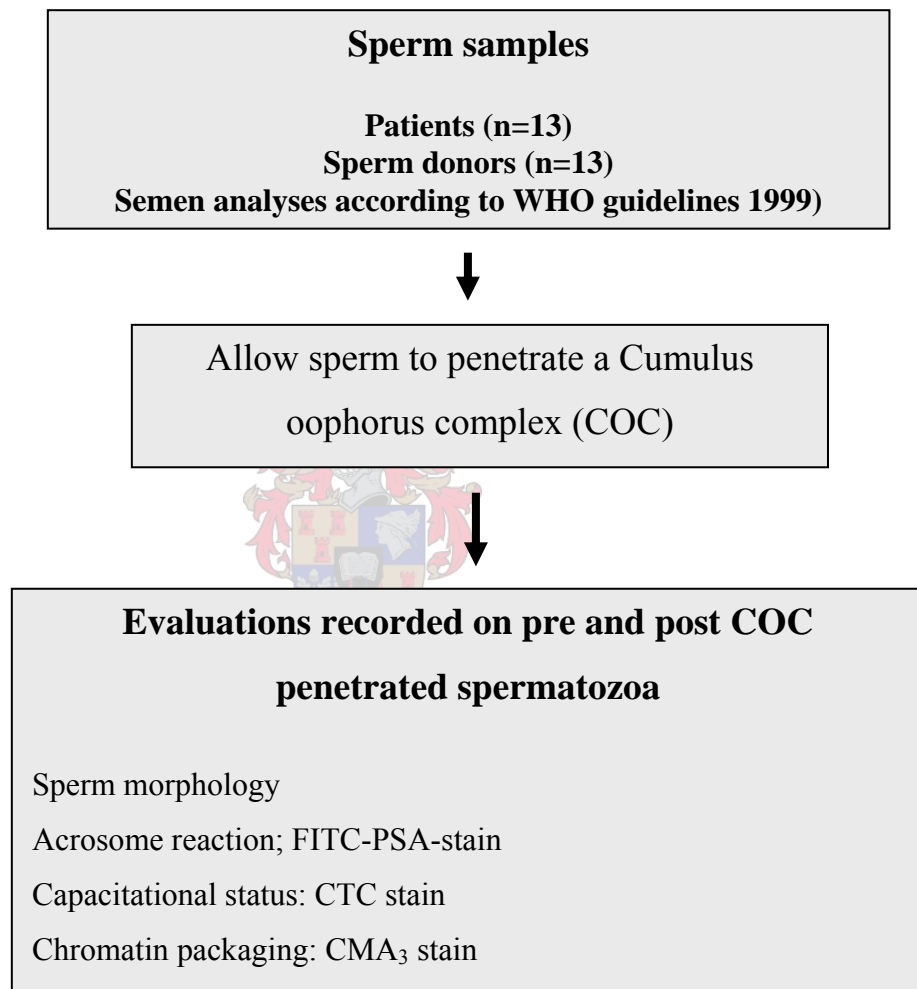 Sperm samples
Patients (n=13)
Sperm donors (n=13)
Semen analyses according to WHO guidelines 1999)
Allow sperm to penetrate a Cumulus
oophorus complex (COC)
Evaluations recorded on pre and post COC
penetrated spermatozoa
Sperm morphology
Acrosome reaction; FITC-PSA-stain
Capacitational status: CTC stain
Chromatin packaging: CMA₃ stain